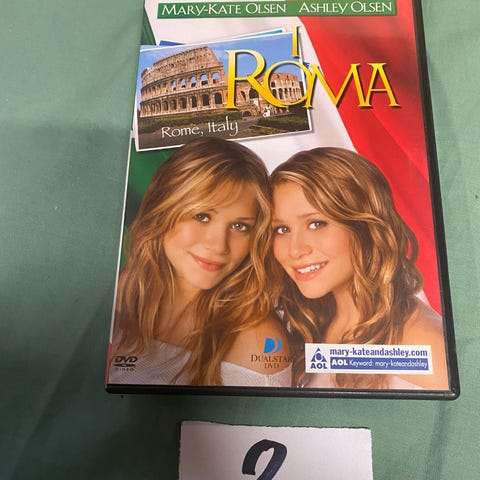 MARY-KATE OLSEN ASHLEY OLSEN
I
ROMA
Rome, Italy
DVD
VIDEO
DUALSTAR
DVD
mary-kateandashley.com
AOL
AOL Keyword: mary-kateandashley
2